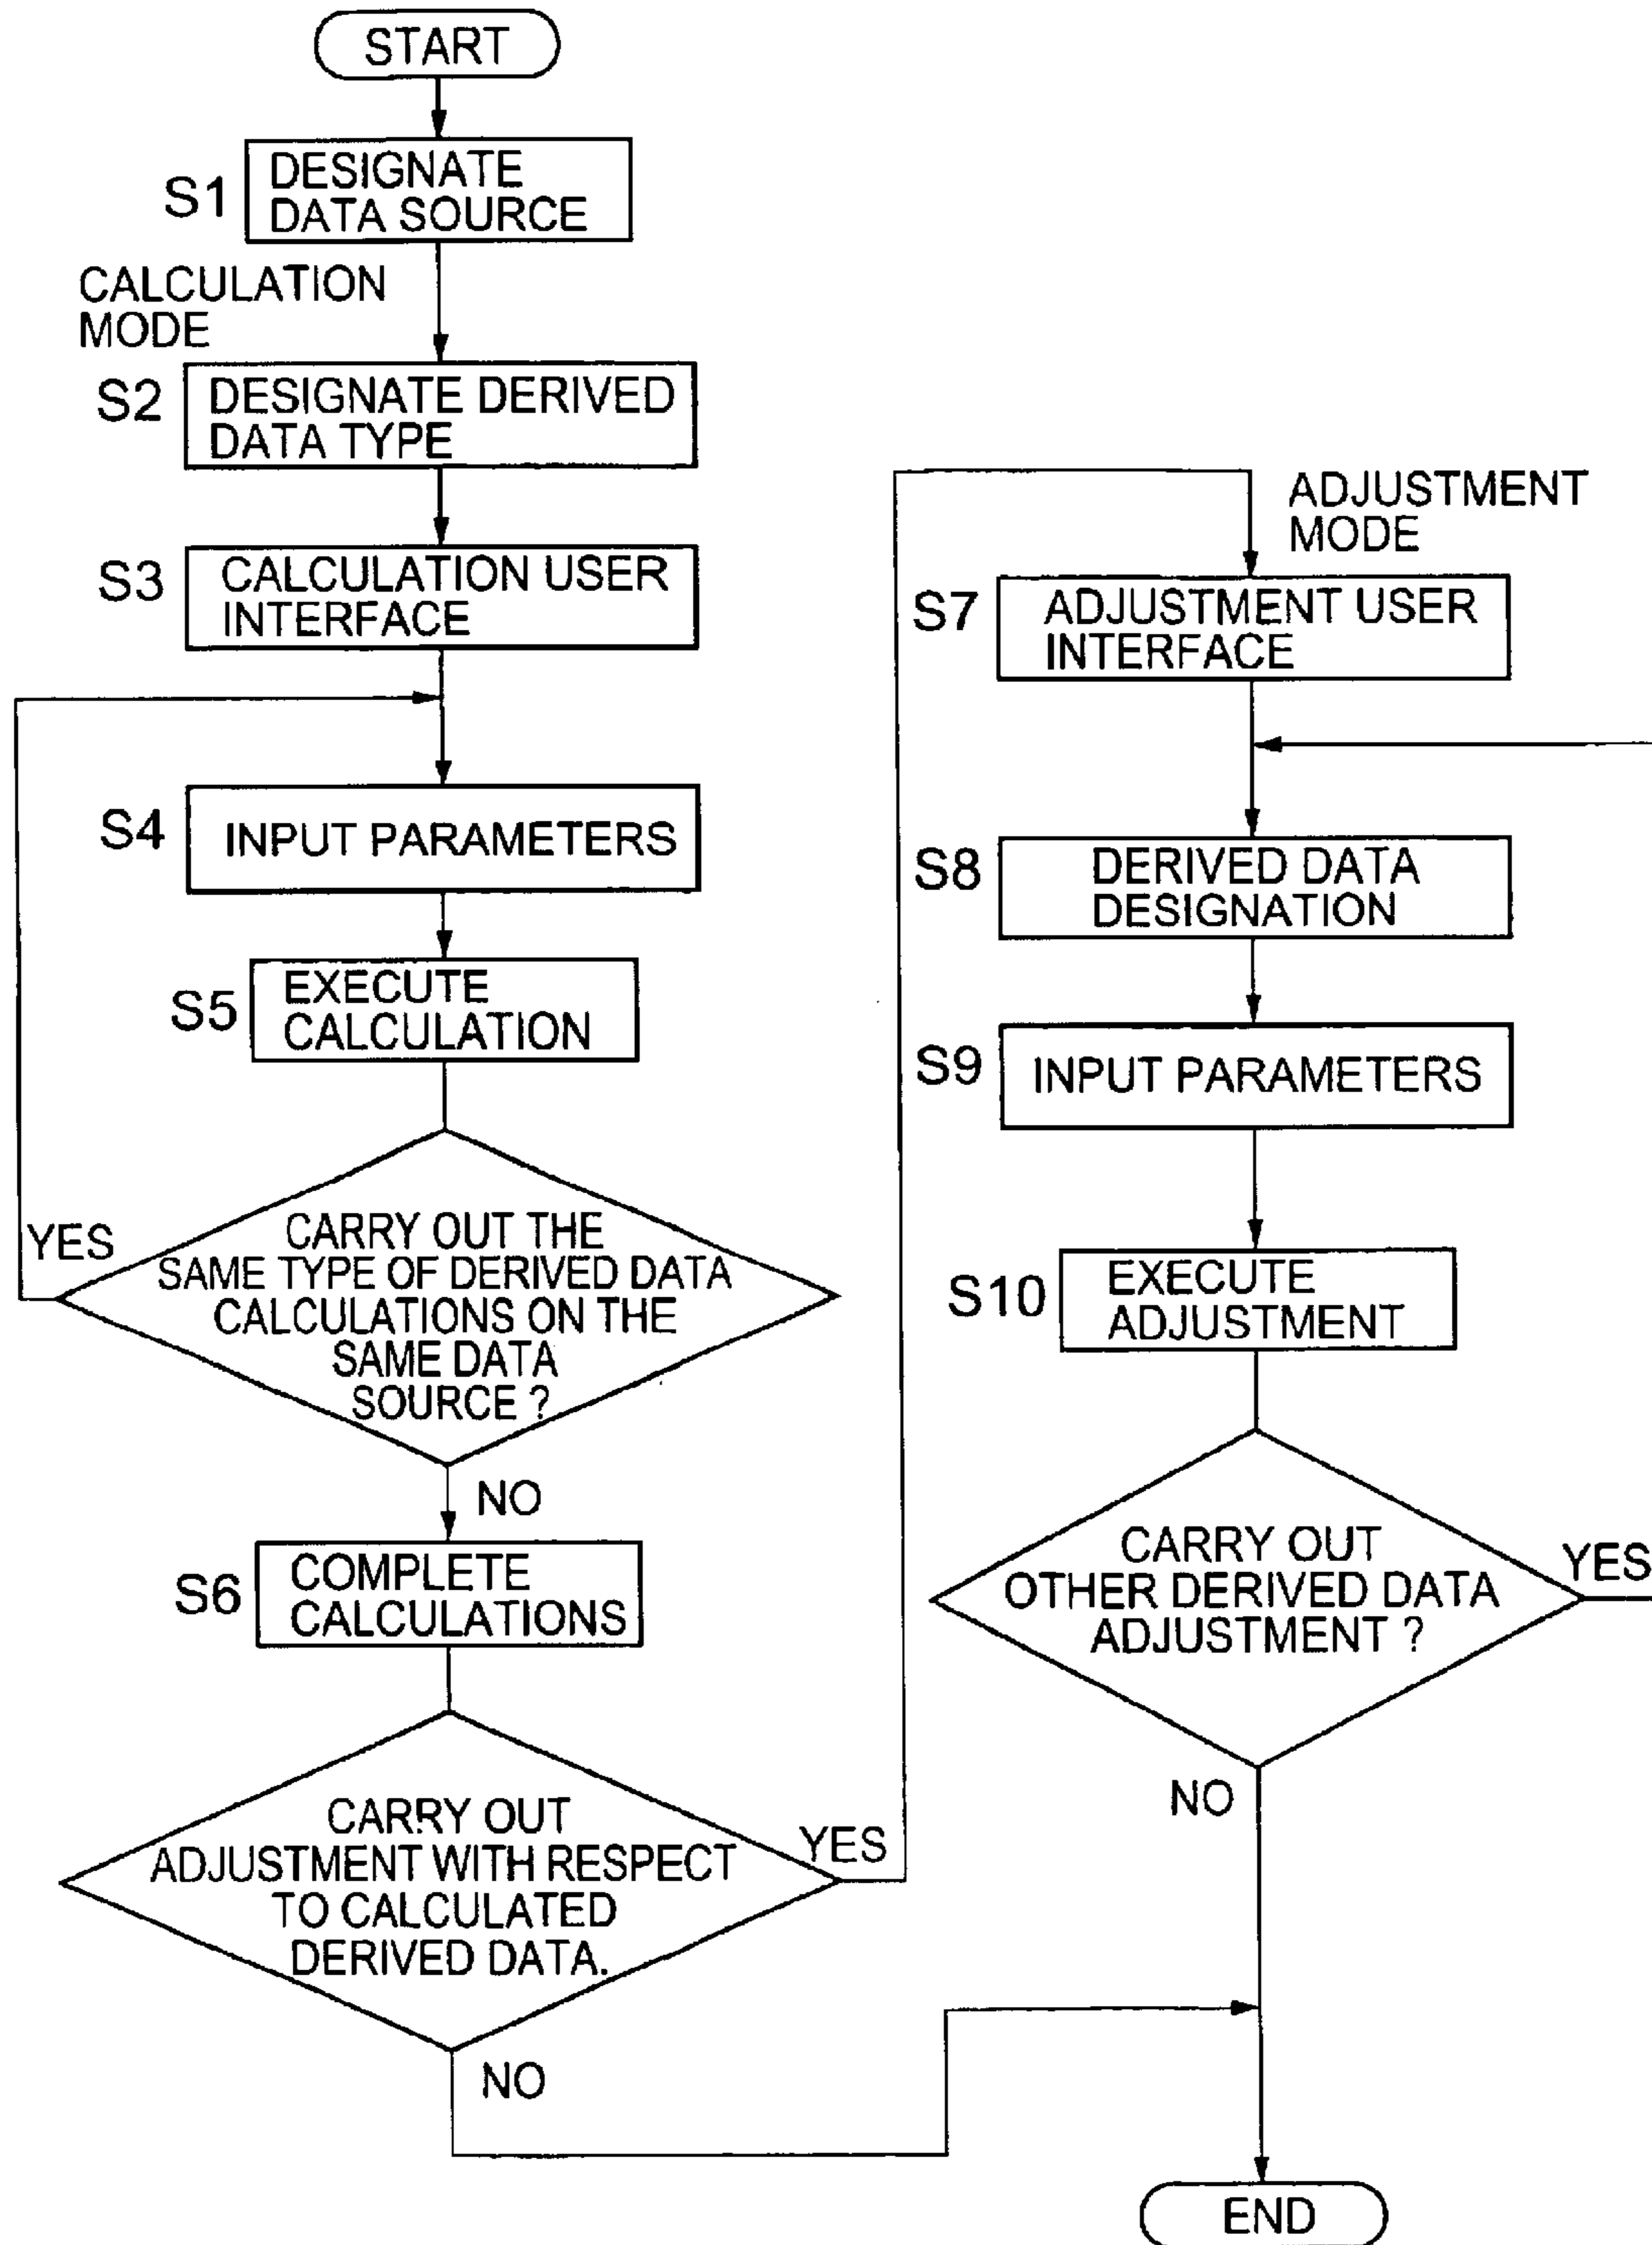 START
S1
DESIGNATE
DATA SOURCE
CALCULATION
MODE
S2
DESIGNATE DERIVED
DATA TYPE
S3
CALCULATION USER
INTERFACE
S4
INPUT PARAMETERS
S5
EXECUTE
CALCULATION
YES
CARRY OUT THE
SAME TYPE OF DERIVED DATA
CALCULATIONS ON THE
SAME DATA
SOURCE ?
NO
S6
COMPLETE
CALCULATIONS
CARRY OUT
ADJUSTMENT WITH RESPECT
TO CALCULATED
DERIVED DATA.
YES
NO
ADJUSTMENT
MODE
S7
ADJUSTMENT USER
INTERFACE
S8
DERIVED DATA
DESIGNATION
S9
INPUT PARAMETERS
S10
EXECUTE
ADJUSTMENT
CARRY OUT
OTHER DERIVED DATA
ADJUSTMENT ?
YES
NO
END